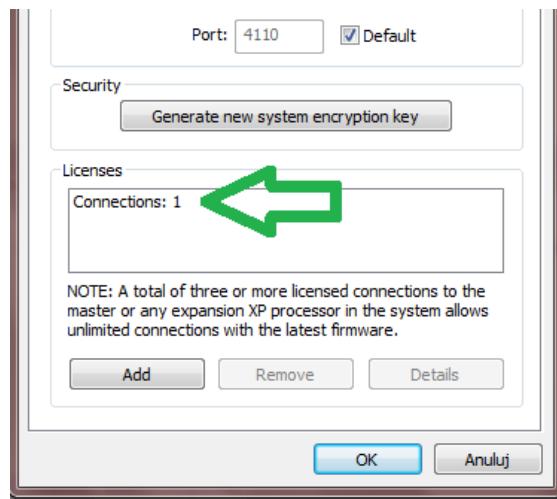 Port: 4110 Default
Security
Generate new system encryption key
Licenses
Connections: 1
NOTE: A total of three or more licensed connections to the
master or any expansion XP processor in the system allows
unlimited connections with the latest firmware.
Add Remove Details
OK Anuluj